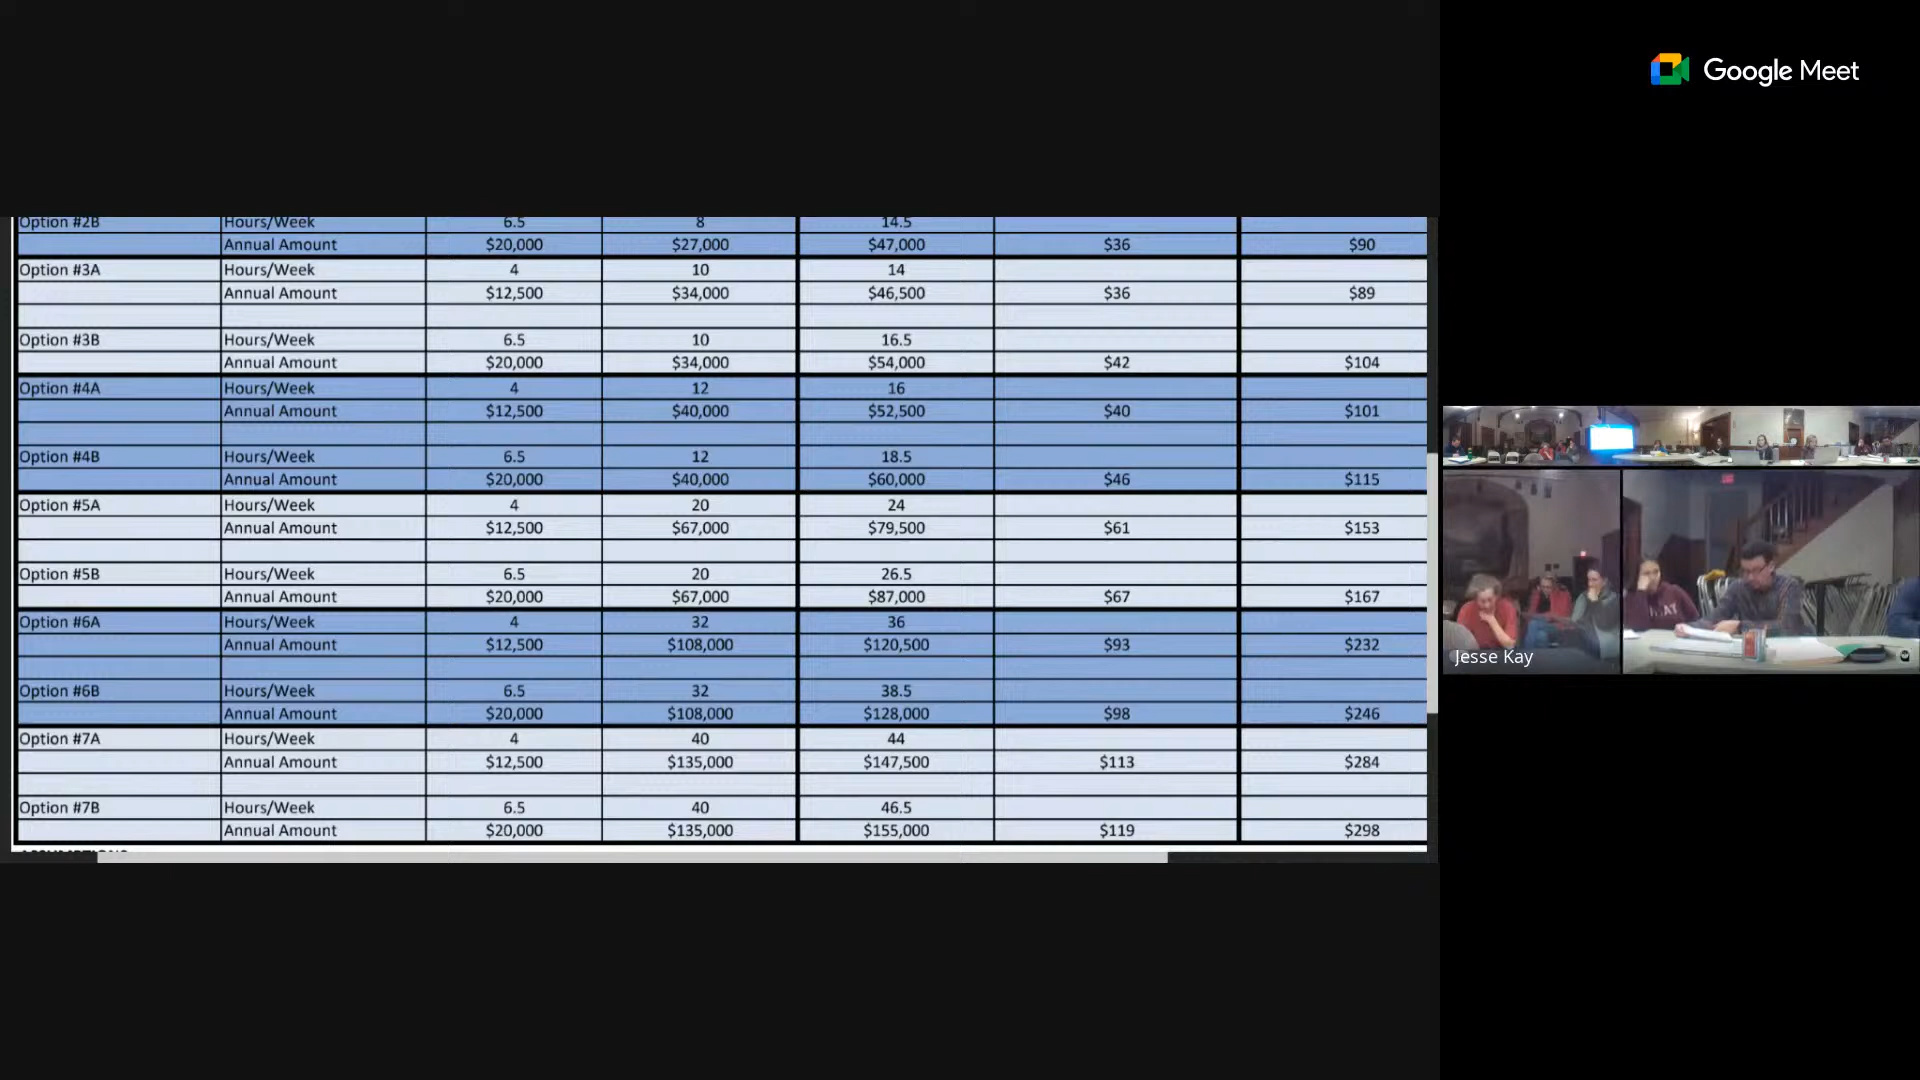 Google Meet
Option #2B Hours/Week 6.5 8 14.5
Annual Amount $20,000 $27,000 $47,000 $36 $90
Option #3A Hours/Week 4 10 14
Annual Amount $12,500 $34,000 $46,500 $36 $89
Option #3B Hours/Week 6.5 10 16.5
Annual Amount $20,000 $34,000 $54,000 $42 $104
Option #4A Hours/Week 4 12 16
Annual Amount $12,500 $40,000 $52,500 $40 $101
Option #4B Hours/Week 6.5 12 18.5
Annual Amount $20,000 $40,000 $60,000 $46 $115
Option #5A Hours/Week 4 20 24
Annual Amount $12,500 $67,000 $79,500 $61 $153
Option #5B Hours/Week 6.5 20 26.5
Annual Amount $20,000 $67,000 $87,000 $67 $167
Option #6A Hours/Week 4 32 36
Annual Amount $12,500 $108,000 $120,500 $93 $232
Option #6B Hours/Week 6.5 32 38.5
Annual Amount $20,000 $108,000 $128,000 $98 $246
Option #7A Hours/Week 4 40 44
Annual Amount $12,500 $135,000 $147,500 $113 $284
Option #7B Hours/Week 6.5 40 46.5
Annual Amount $20,000 $135,000 $155,000 $119 $298
Jesse Kay